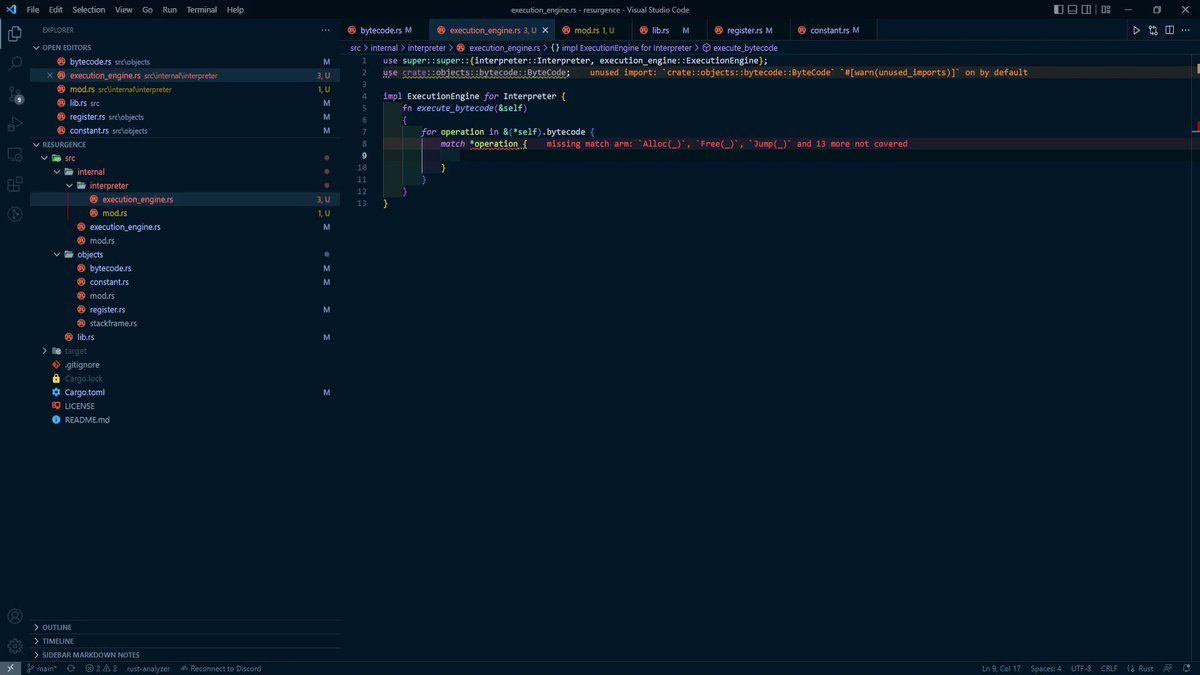 File Edit Selection View Go Run Terminal Help
execution_engine.rs - resurgence - Visual Studio Code
EXPLORER
OPEN EDITORS
bytecode.rs src\objects M
execution_engine.rs src\internal\interpreter 3, U
mod.rs src\internal\interpreter 1, U
lib.rs src M
register.rs src\objects M
constant.rs src\objects M
RESURGENCE
src
internal
interpreter
execution_engine.rs 3, U
mod.rs 1, U
execution_engine.rs M
mod.rs
objects
bytecode.rs M
constant.rs M
mod.rs
register.rs M
stackframe.rs
lib.rs M
target
.gitignore
Cargo.lock
Cargo.toml M
LICENSE
README.md
OUTLINE
TIMELINE
SIDEBAR MARKDOWN NOTES
9
bytecode.rs M execution_engine.rs 3, U mod.rs 1, U lib.rs M register.rs M constant.rs M
src > internal > interpreter > execution_engine.rs > {} impl ExecutionEngine for Interpreter > execute_bytecode
1 use super::super::{interpreter::Interpreter, execution_engine::ExecutionEngine};
2 use crate::objects::bytecode::ByteCode; unused import: `crate::objects::bytecode::ByteCode` `#[warn(unused_imports)]` on by default
3
4 impl ExecutionEngine for Interpreter {
5 fn execute_bytecode(&self)
6 {
7 for operation in &(*self).bytecode {
8 match *operation { missing match arm: `Alloc(_)`, `Free(_)`, `Jump(_)` and 13 more not covered
9
10 }
11 }
12 }
13 }
main* 2 2 rust-analyzer Reconnect to Discord
Ln 9, Col 17 Spaces: 4 UTF-8 CRLF Rust